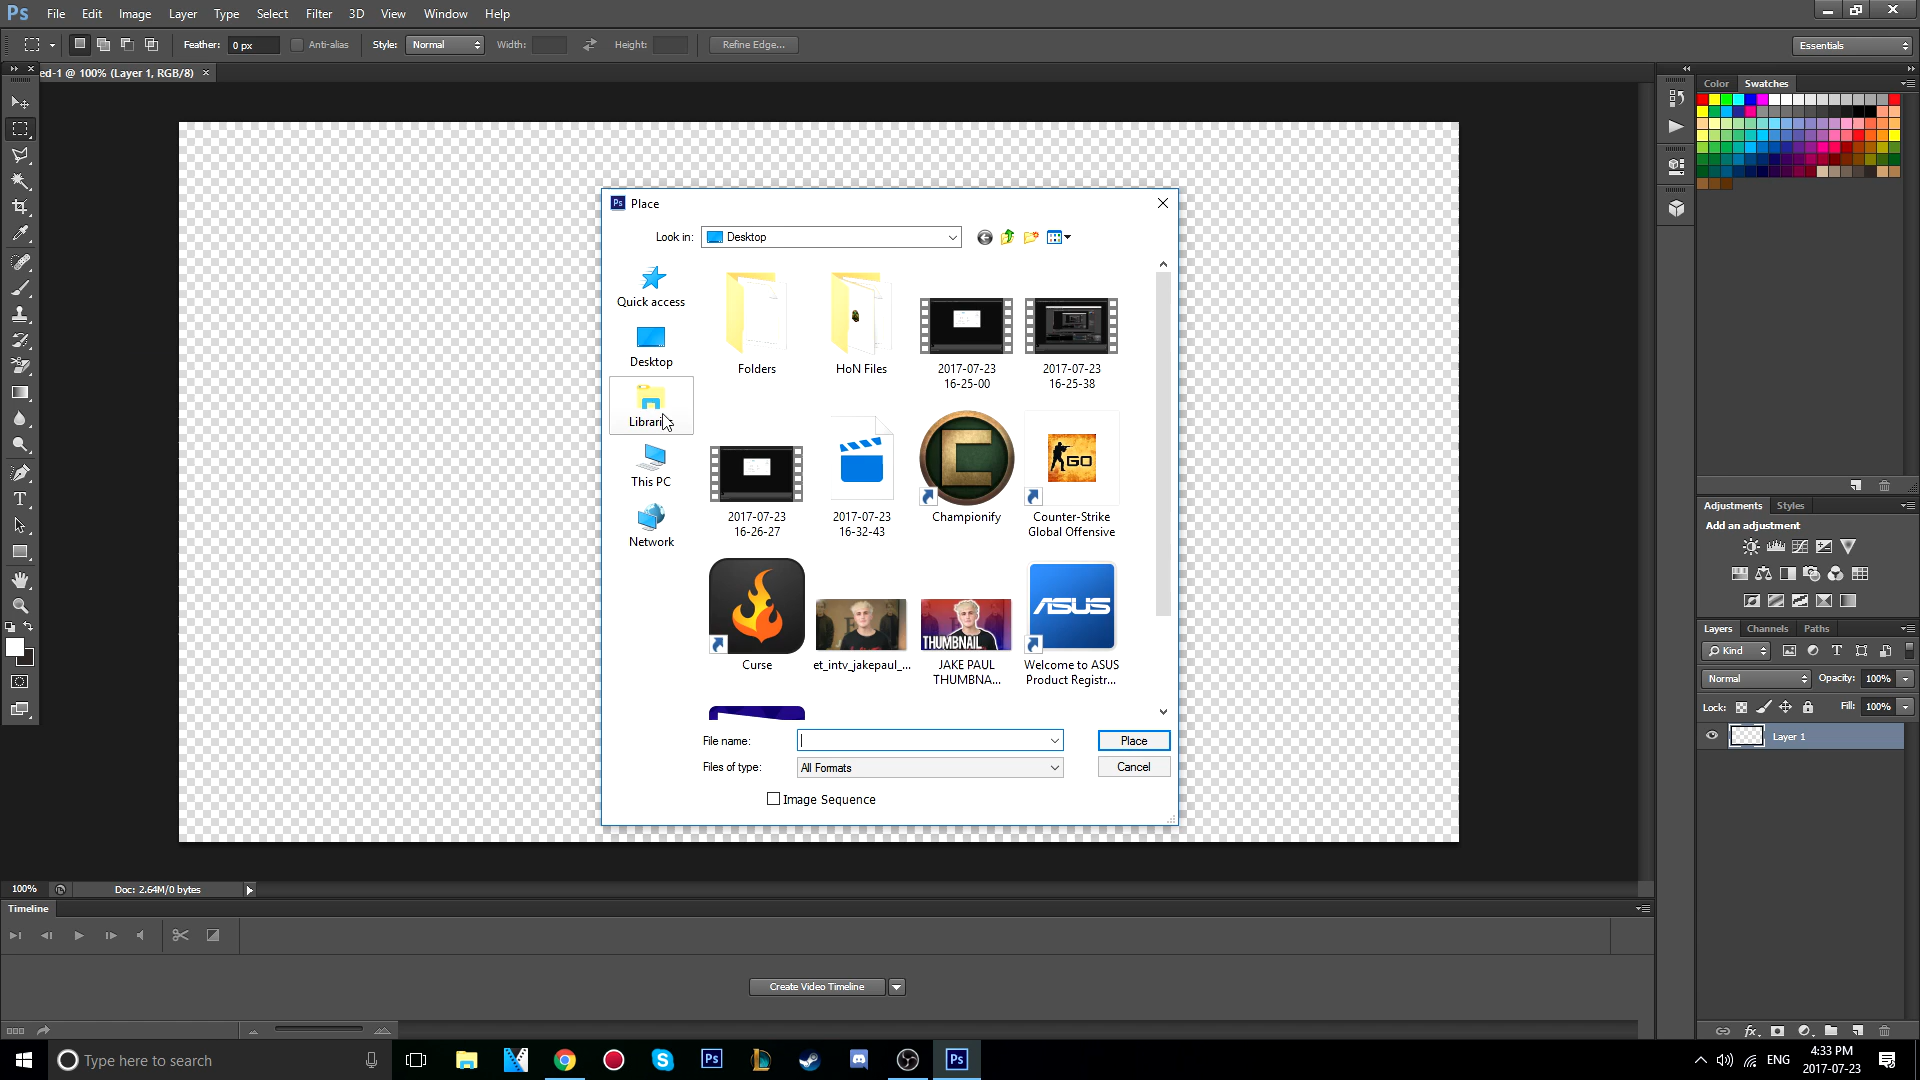 Ps File Edit Image Layer Type Select Filter 3D View Window Help
Feather: 0 px Anti-alias Style: Normal Width: Height: Refine Edge... Essentials
ed-1 @ 100% (Layer 1, RGB/8) ×
Color Swatches
Ps Place
Look in: Desktop
Quick access
Desktop
Libraries
This PC
Network
Folders
HoN Files
2017-07-23
16-25-00
2017-07-23
16-25-38
2017-07-23
16-26-27
2017-07-23
16-32-43
C
Championify
GO
Counter-Strike
Global Offensive
Curse
et_intv_jakepaul_...
THUMBNAIL
JAKE PAUL
THUMBNA...
ASUS
Welcome to ASUS
Product Registr...
File name:
Place
Files of type: All Formats
Cancel
Image Sequence
Adjustments Styles
Add an adjustment
Layers Channels Paths
Kind
Normal Opacity: 100%
Lock: Fill: 100%
Layer 1
100% Doc: 2.64M/0 bytes
Timeline
Create Video Timeline
Type here to search
Ps
Ps
ENG
4:33 PM
2017-07-23